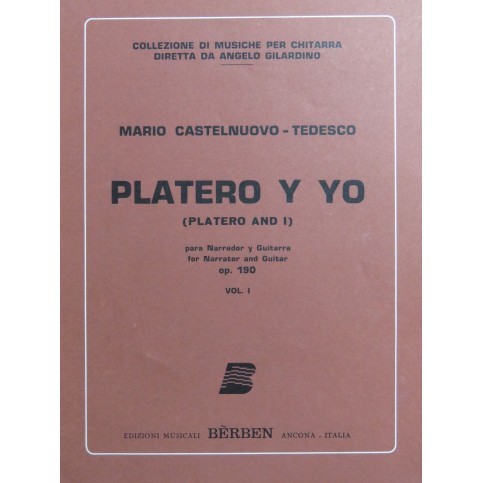 COLLEZIONE DI MUSICHE PER CHITARRA
DIRETTA DA ANGELO GILARDINO
MARIO CASTELNUOVO - TEDESCO
PLATERO Y YO
(PLATERO AND I)
para Narrador y Guitarra
for Narrator and Guitar
op. 190
VOL. I
B
EDIZIONI MUSICALI BÈRBEN ANCONA - ITALIA